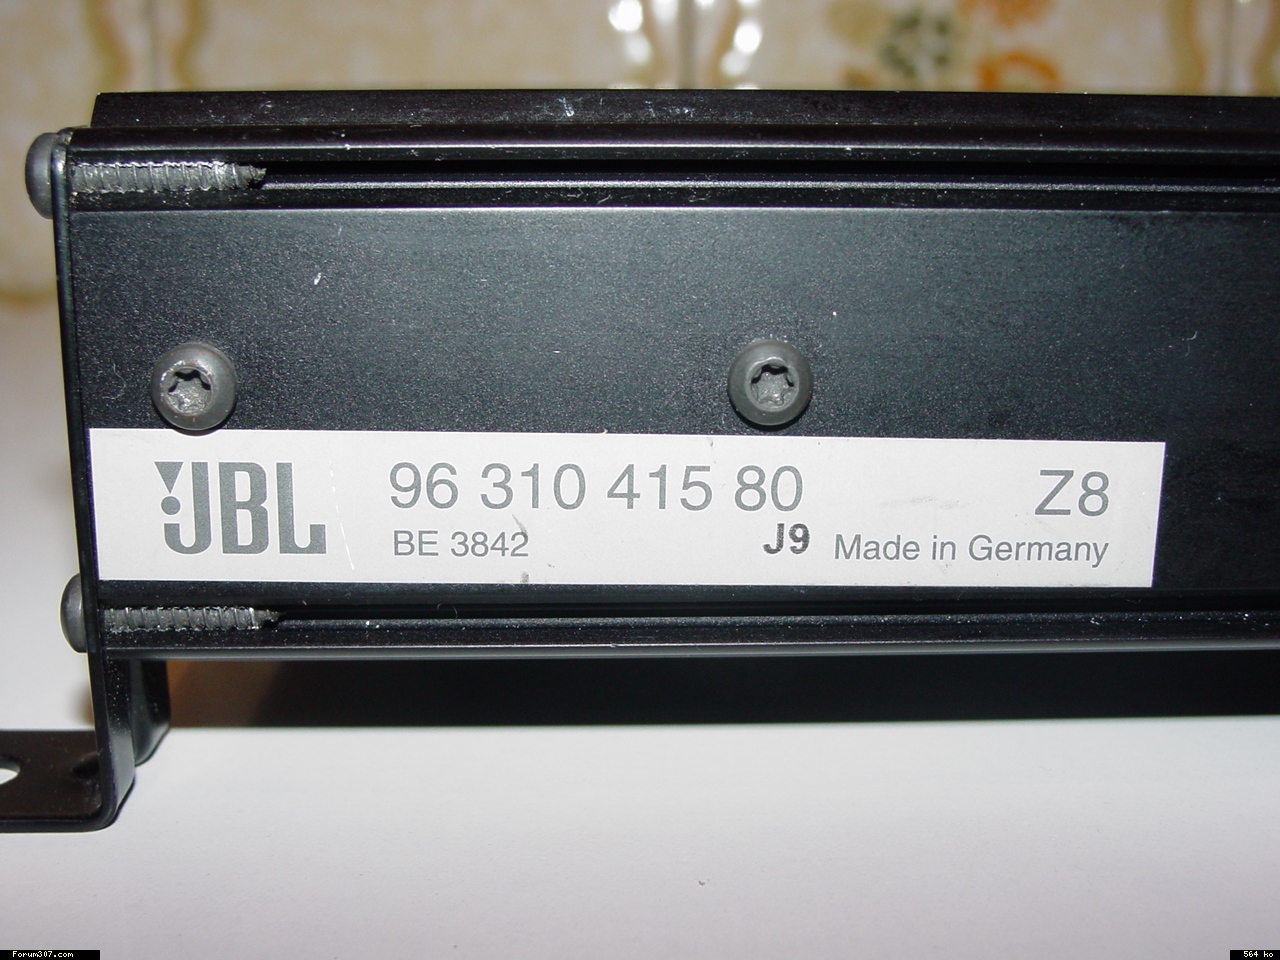 JBL 96 310 415 80 Z8
BE 3842 J9 Made in Germany
Forum307.com
564 ko